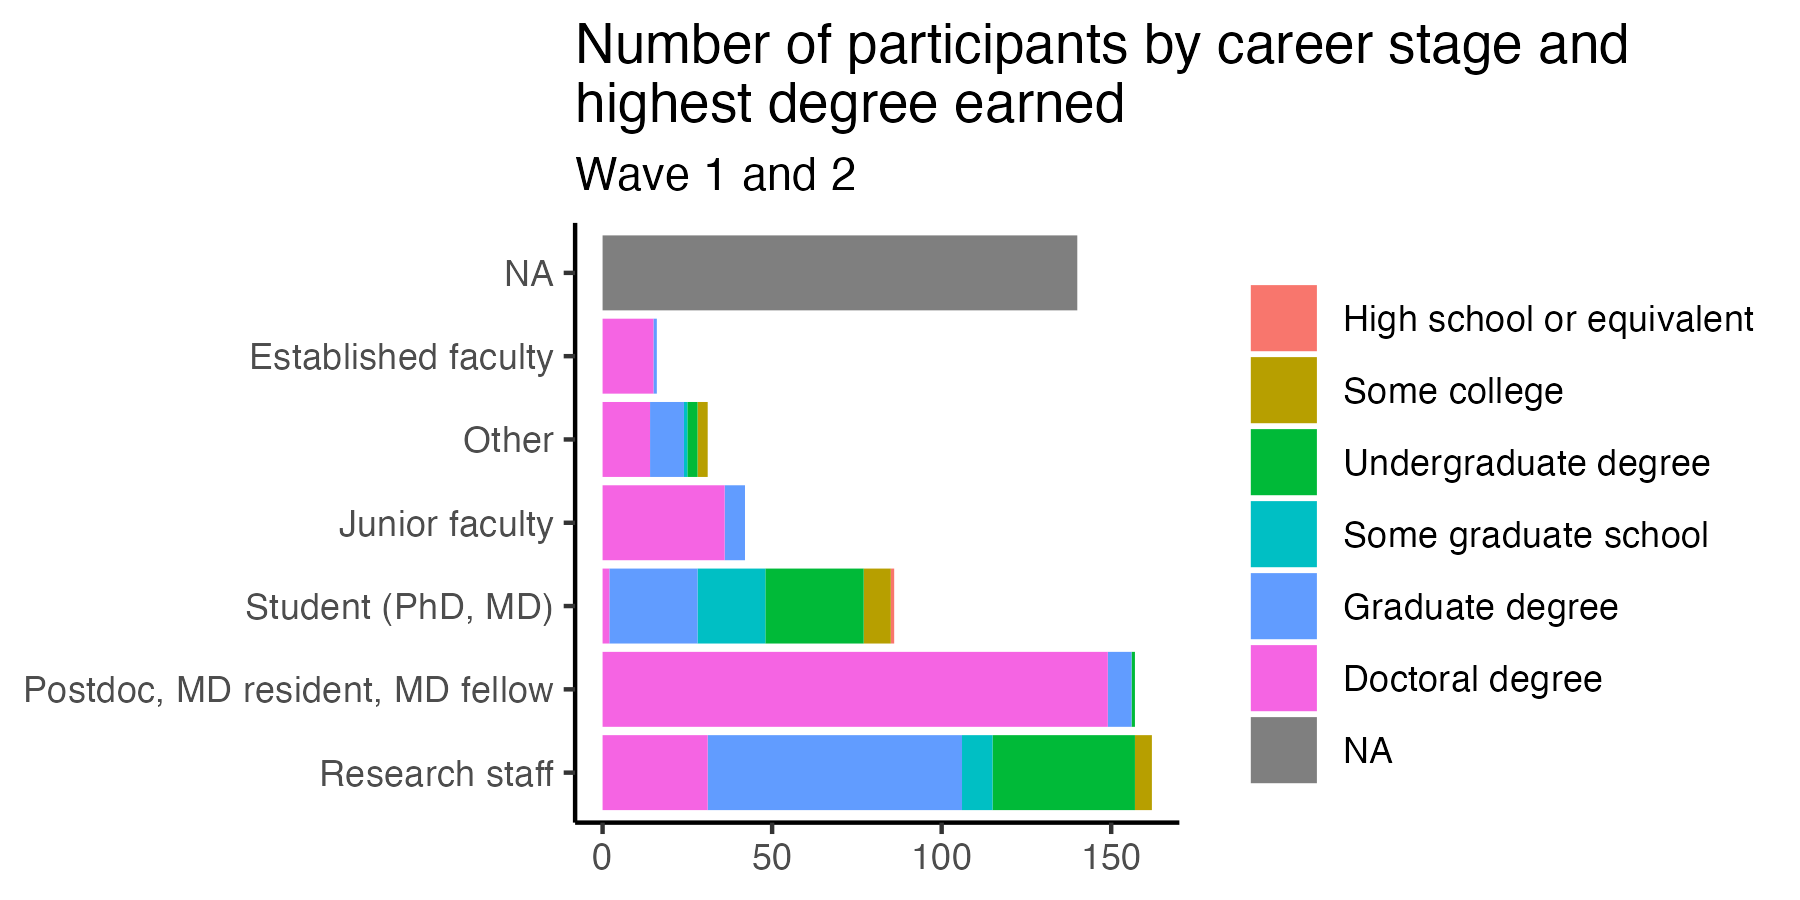 Number of participants by career stage and
highest degree earned
Wave 1 and 2
NA
Established faculty
Other
Junior faculty
Student (PhD, MD)
Postdoc, MD resident, MD fellow
Research staff
0
50
100
150
High school or equivalent
Some college
Undergraduate degree
Some graduate school
Graduate degree
Doctoral degree
NA